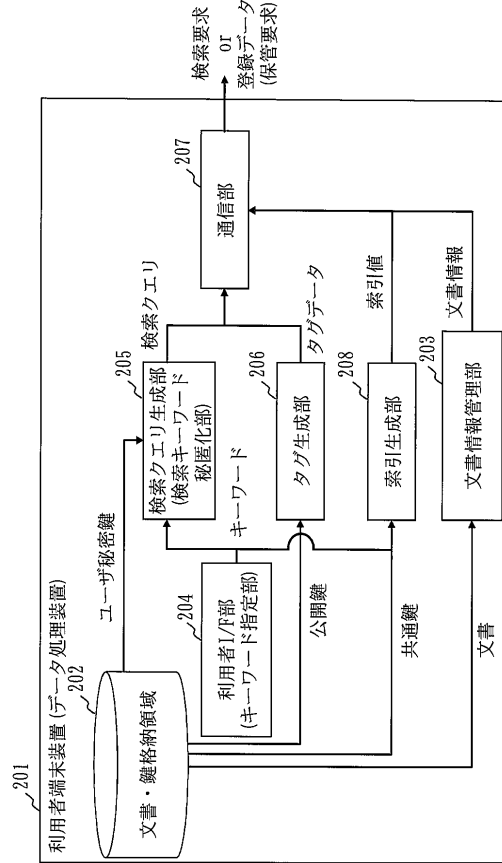 201
利用者端末装置(データ処理装置)
202
文書・鍵格納領域
ユーザ秘密鍵
204
利用者I/F部
(キーワード指定部)
キーワード
公開鍵
共通鍵
文書
205
検索クエリ生成部
(検索キーワード
秘匿化部)
検索クエリ
206
タグ生成部
タグデータ
208
索引生成部
索引値
203
文書情報管理部
文書情報
207
通信部
検索要求
or
登録データ
(保管要求)